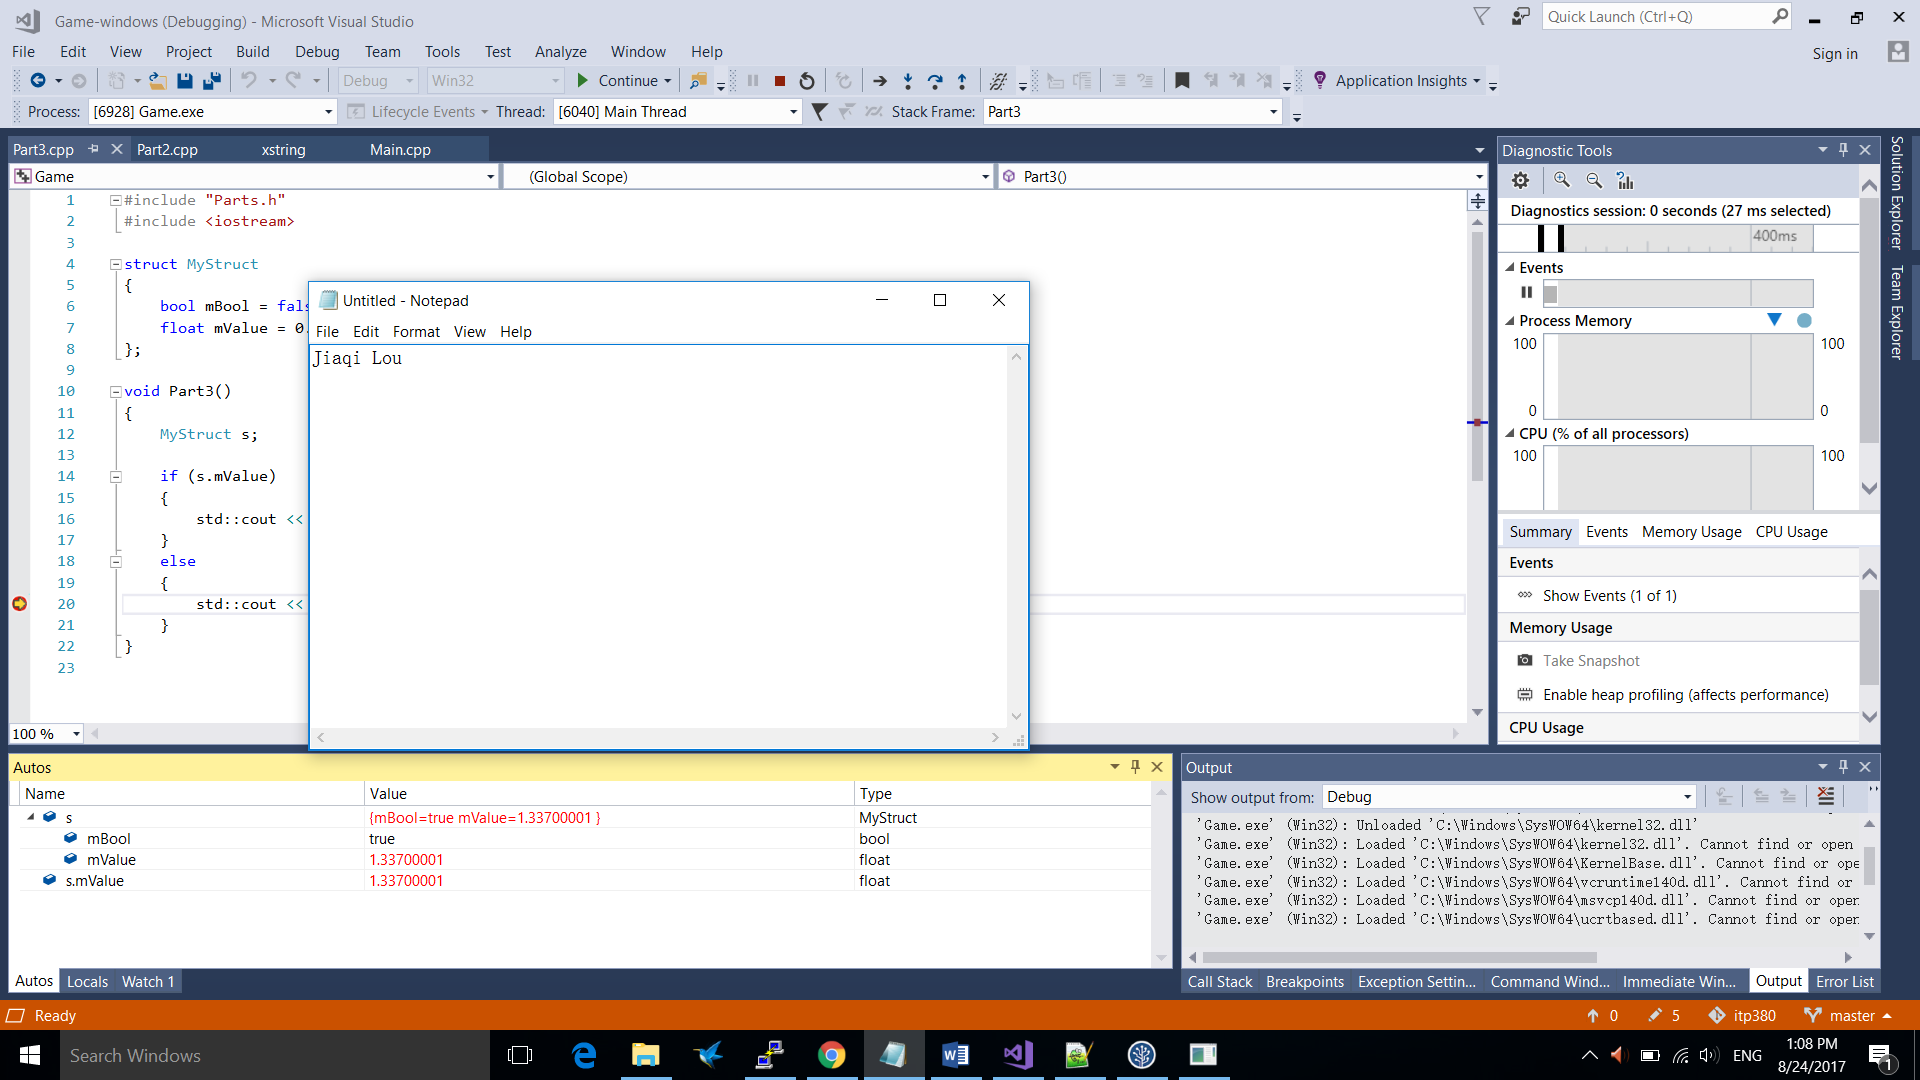 Game-windows (Debugging) - Microsoft Visual Studio
Quick Launch (Ctrl+Q)
File Edit View Project Build Debug Team Tools Test Analyze Window Help
Sign in
Debug Win32 Continue Application Insights
Process: [6928] Game.exe Lifecycle Events Thread: [6040] Main Thread Stack Frame: Part3
Part3.cpp Part2.cpp xstring Main.cpp
Game (Global Scope) Part3()
1 #include "Parts.h"
2 #include <iostream>
3
4 struct MyStruct
5 {
6 bool mBool = fals
7 float mValue = 0.
8 };
9
10 void Part3()
11 {
12 MyStruct s;
13
14 if (s.mValue)
15 {
16 std::cout <<
17 }
18 else
19 {
20 std::cout <<
21 }
22 }
23
100 %
Untitled - Notepad
File Edit Format View Help
Jiaqi Lou
Diagnostic Tools
Diagnostics session: 0 seconds (27 ms selected)
400ms
Events
Process Memory
100 100
0 0
CPU (% of all processors)
100 100
Summary Events Memory Usage CPU Usage
Events
Show Events (1 of 1)
Memory Usage
Take Snapshot
Enable heap profiling (affects performance)
CPU Usage
Solution Explorer
Team Explorer
Autos
Name Value Type
s {mBool=true mValue=1.33700001 } MyStruct
mBool true bool
mValue 1.33700001 float
s.mValue 1.33700001 float
Autos Locals Watch 1
Output
Show output from: Debug
'Game.exe' (Win32): Unloaded 'C:\Windows\SysWOW64\kernel32.dll'
'Game.exe' (Win32): Loaded 'C:\Windows\SysWOW64\kernel32.dll'. Cannot find or open
'Game.exe' (Win32): Loaded 'C:\Windows\SysWOW64\KernelBase.dll'. Cannot find or ope
'Game.exe' (Win32): Loaded 'C:\Windows\SysWOW64\vcruntime140d.dll'. Cannot find or
'Game.exe' (Win32): Loaded 'C:\Windows\SysWOW64\msvcp140d.dll'. Cannot find or open
'Game.exe' (Win32): Loaded 'C:\Windows\SysWOW64\ucrtbased.dll'. Cannot find or open
Call Stack Breakpoints Exception Settin... Command Wind... Immediate Win... Output Error List
Ready
0 5 itp380 master
Search Windows
ENG
1:08 PM
8/24/2017
1